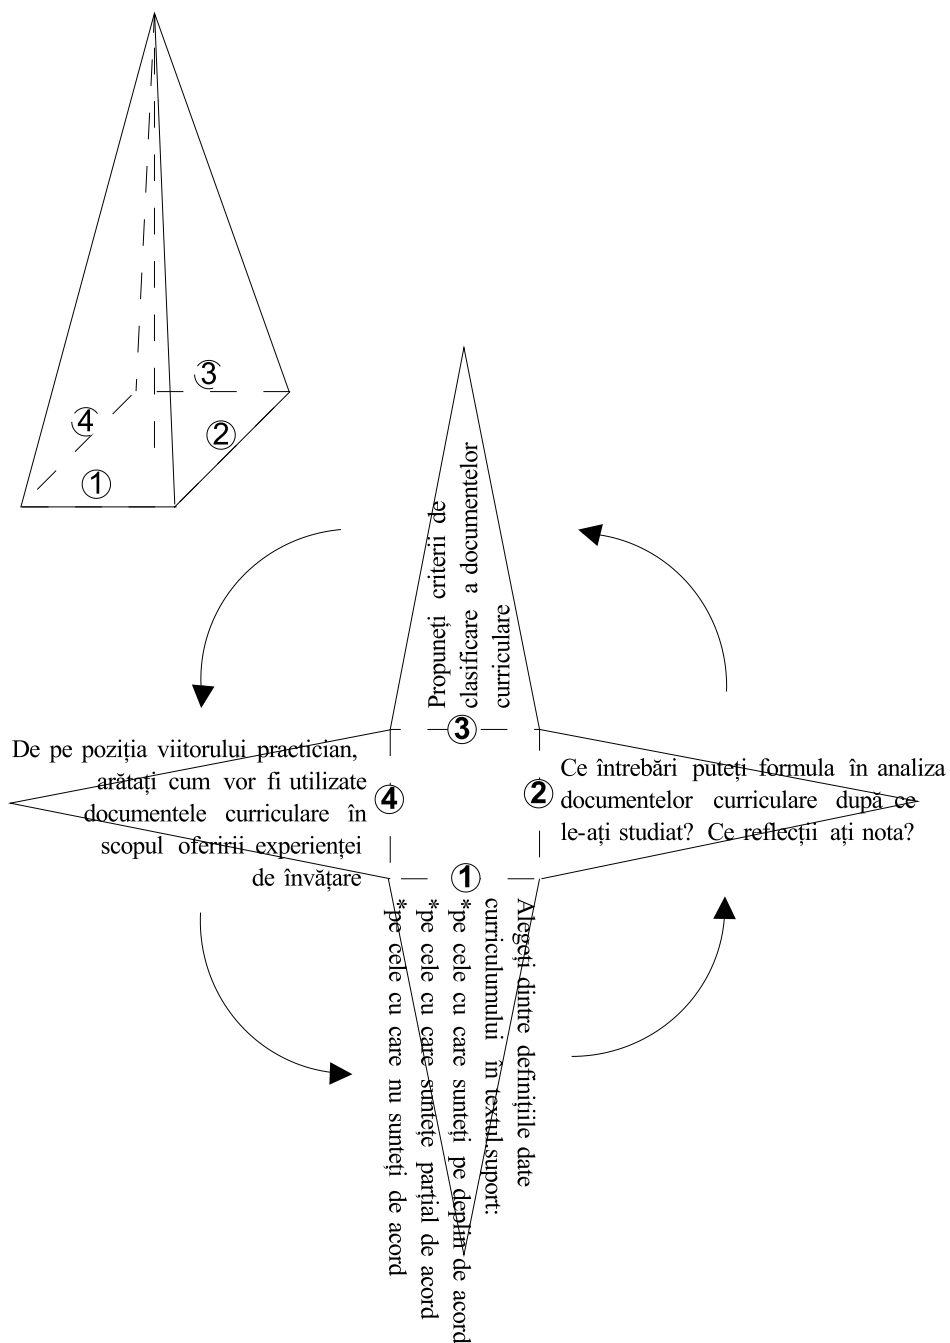 3
4
2
1
Propuneți criterii de
clasificare a documentelor
curriculare
3
De pe poziția viitorului practician,
arătați cum vor fi utilizate
documentele curriculare în
scopul oferirii experienței
de învățare
4
2
Ce întrebări puteți formula în analiza
documentelor curriculare după ce
le-ați studiat? Ce reflecții ați nota?
1
Alegeți dintre definițiile date
curriculumului în textul.suport:
*pe cele cu care sunteți pe deplin de acord
*pe cele cu care suntețe parțial de acord
*pe cele cu care nu sunteți de acord